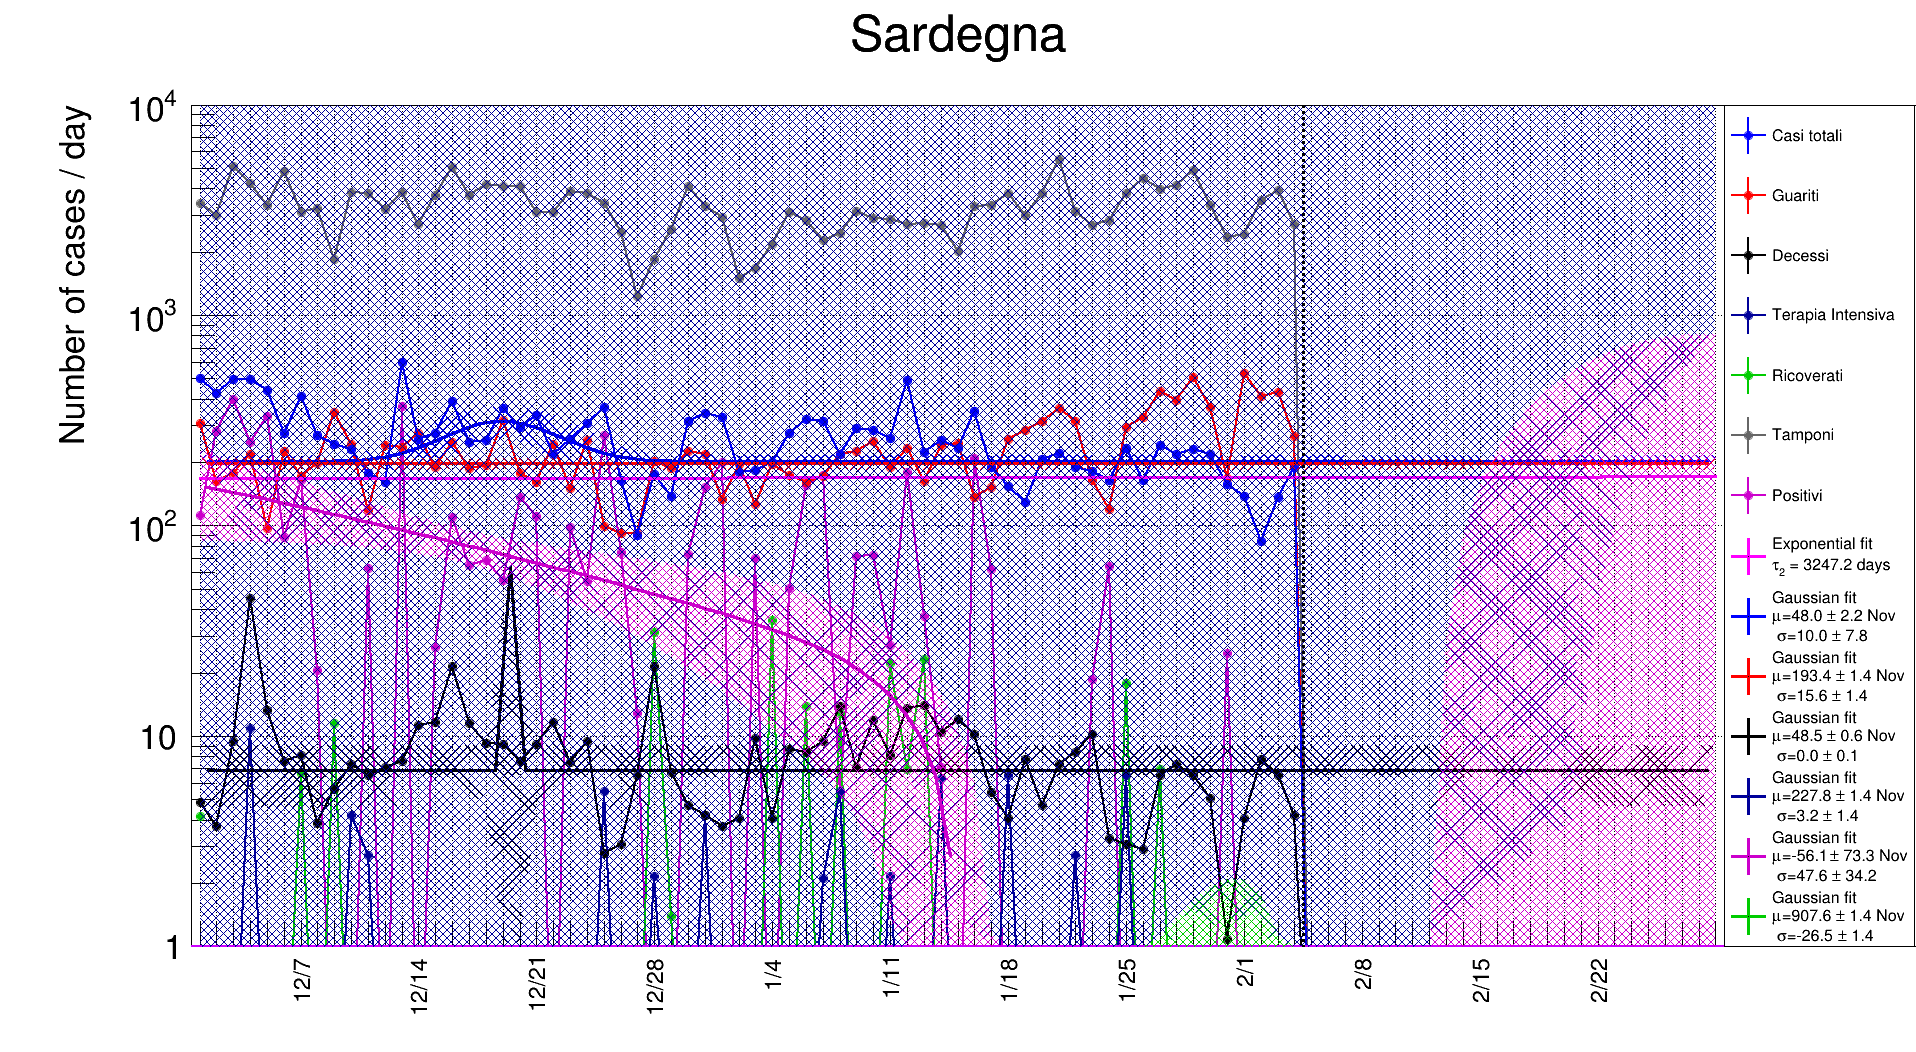 Sardegna
Number of cases / day
10^4
10^3
10^2
10
1
12/7
12/14
12/21
12/28
1/4
1/11
1/18
1/25
2/1
2/8
2/15
2/22
Casi totali
Guariti
Decessi
Terapia Intensiva
Ricoverati
Tamponi
Positivi
Exponential fit
τ₂ = 3247.2 days
Gaussian fit
μ=48.0 ± 2.2 Nov
σ=10.0 ± 7.8
Gaussian fit
μ=193.4 ± 1.4 Nov
σ=15.6 ± 1.4
Gaussian fit
μ=48.5 ± 0.6 Nov
σ=0.0 ± 0.1
Gaussian fit
μ=227.8 ± 1.4 Nov
σ=3.2 ± 1.4
Gaussian fit
μ=-56.1 ± 73.3 Nov
σ=47.6 ± 34.2
Gaussian fit
μ=907.6 ± 1.4 Nov
σ=-26.5 ± 1.4